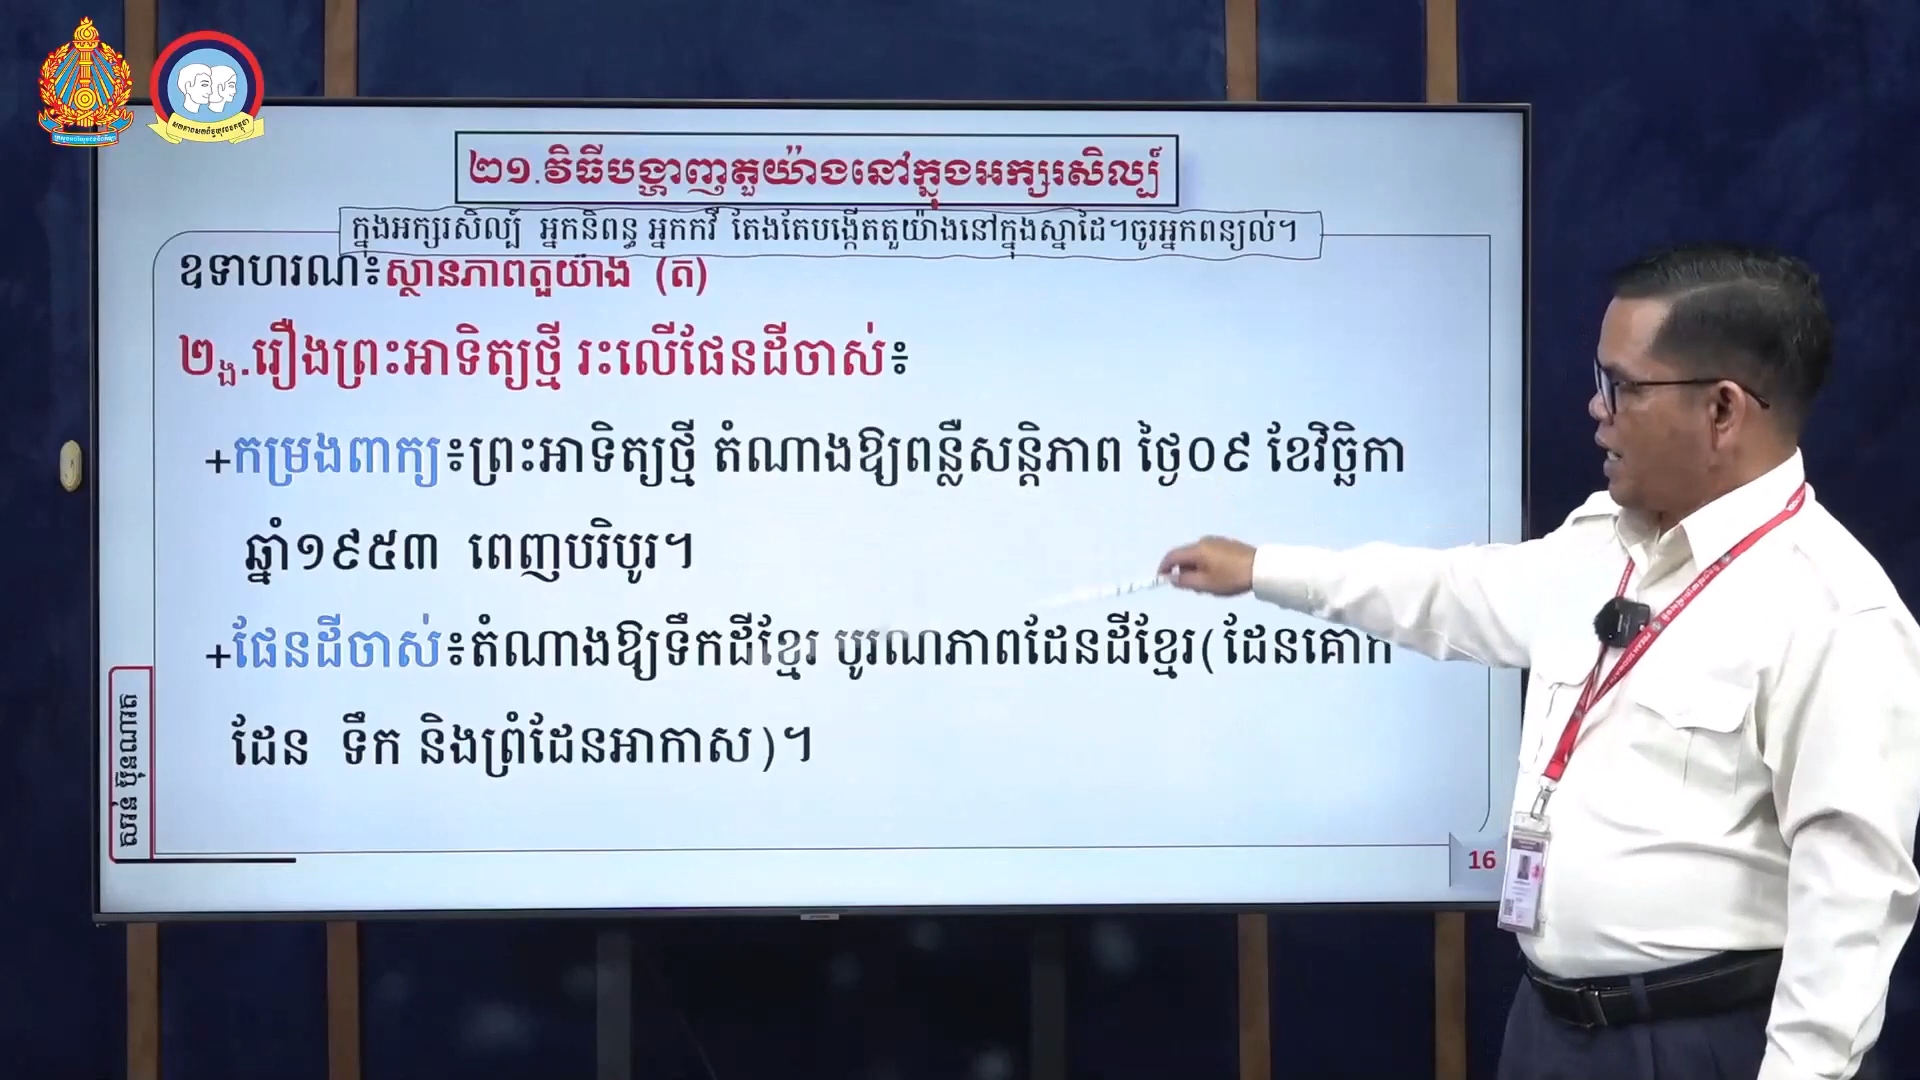 ២១.វិធីបង្ហាញតួយ៉ាងនៅក្នុងអក្សរសិល្ប៍
ក្នុងអក្សរសិល្ប៍ អ្នកនិពន្ធ អ្នកកវី តែងតែបង្កើតតួយ៉ាងនៅក្នុងស្នាដៃ។ចូរអ្នកពន្យល់។
ឧទាហរណ៖ស្ថានភាពតួយ៉ាង (ត)
២ង.រឿងព្រះអាទិត្យថ្មី រះលើផែនដីចាស់៖
+កម្រងពាក្យ៖ព្រះអាទិត្យថ្មី តំណាងឱ្យពន្លឺសន្តិភាព ថ្ងៃ០៩ ខែវិច្ឆិកា
ឆ្នាំ១៩៥៣ ពេញបរិបូរ។
+ផែនដីចាស់៖តំណាងឱ្យទឹកដីខ្មែរ បូរណភាពដែនដីខ្មែរ(ដែនគោក
ដែន ទឹក និងព្រំដែនអាកាស)។
16